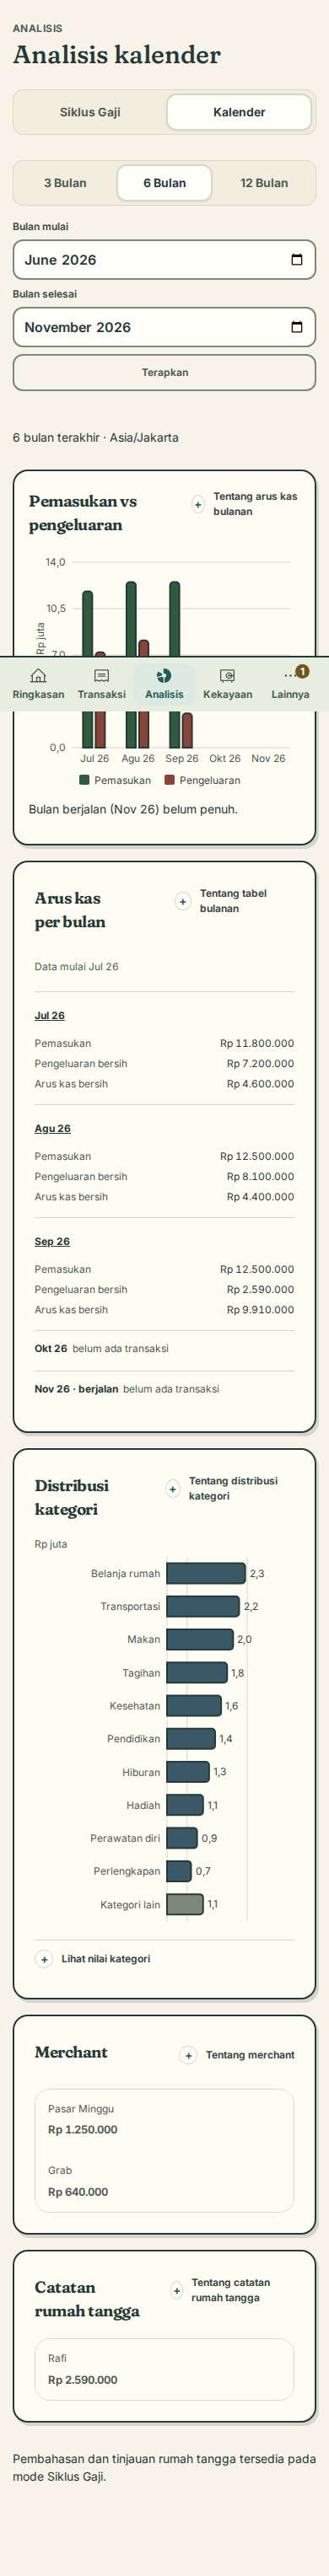 ANALISIS
Analisis kalender
Siklus Gaji
Kalender
3 Bulan
6 Bulan
12 Bulan
Bulan mulai
June 2026
Bulan selesai
November 2026
Terapkan
6 bulan terakhir · Asia/Jakarta
Pemasukan vs
pengeluaran
+
Tentang arus kas
bulanan
14,0
10,5
Rp juta
Ringkasan
Transaksi
Analisis
Kekayaan
1
Lainnya
0,0
Jul 26
Agu 26
Sep 26
Okt 26
Nov 26
Pemasukan
Pengeluaran
Bulan berjalan (Nov 26) belum penuh.
Arus kas
per bulan
+
Tentang tabel
bulanan
Data mulai Jul 26
Jul 26
Pemasukan Rp 11.800.000
Pengeluaran bersih Rp 7.200.000
Arus kas bersih Rp 4.600.000
Agu 26
Pemasukan Rp 12.500.000
Pengeluaran bersih Rp 8.100.000
Arus kas bersih Rp 4.400.000
Sep 26
Pemasukan Rp 12.500.000
Pengeluaran bersih Rp 2.590.000
Arus kas bersih Rp 9.910.000
Okt 26 belum ada transaksi
Nov 26 · berjalan belum ada transaksi
Distribusi
kategori
+
Tentang distribusi
kategori
Rp juta
Belanja rumah 2,3
Transportasi 2,2
Makan 2,0
Tagihan 1,8
Kesehatan 1,6
Pendidikan 1,4
Hiburan 1,3
Hadiah 1,1
Perawatan diri 0,9
Perlengkapan 0,7
Kategori lain 1,1
+ Lihat nilai kategori
Merchant
+ Tentang merchant
Pasar Minggu
Rp 1.250.000
Grab
Rp 640.000
Catatan
rumah tangga
+
Tentang catatan
rumah tangga
Rafi
Rp 2.590.000
Pembahasan dan tinjauan rumah tangga tersedia pada
mode Siklus Gaji.